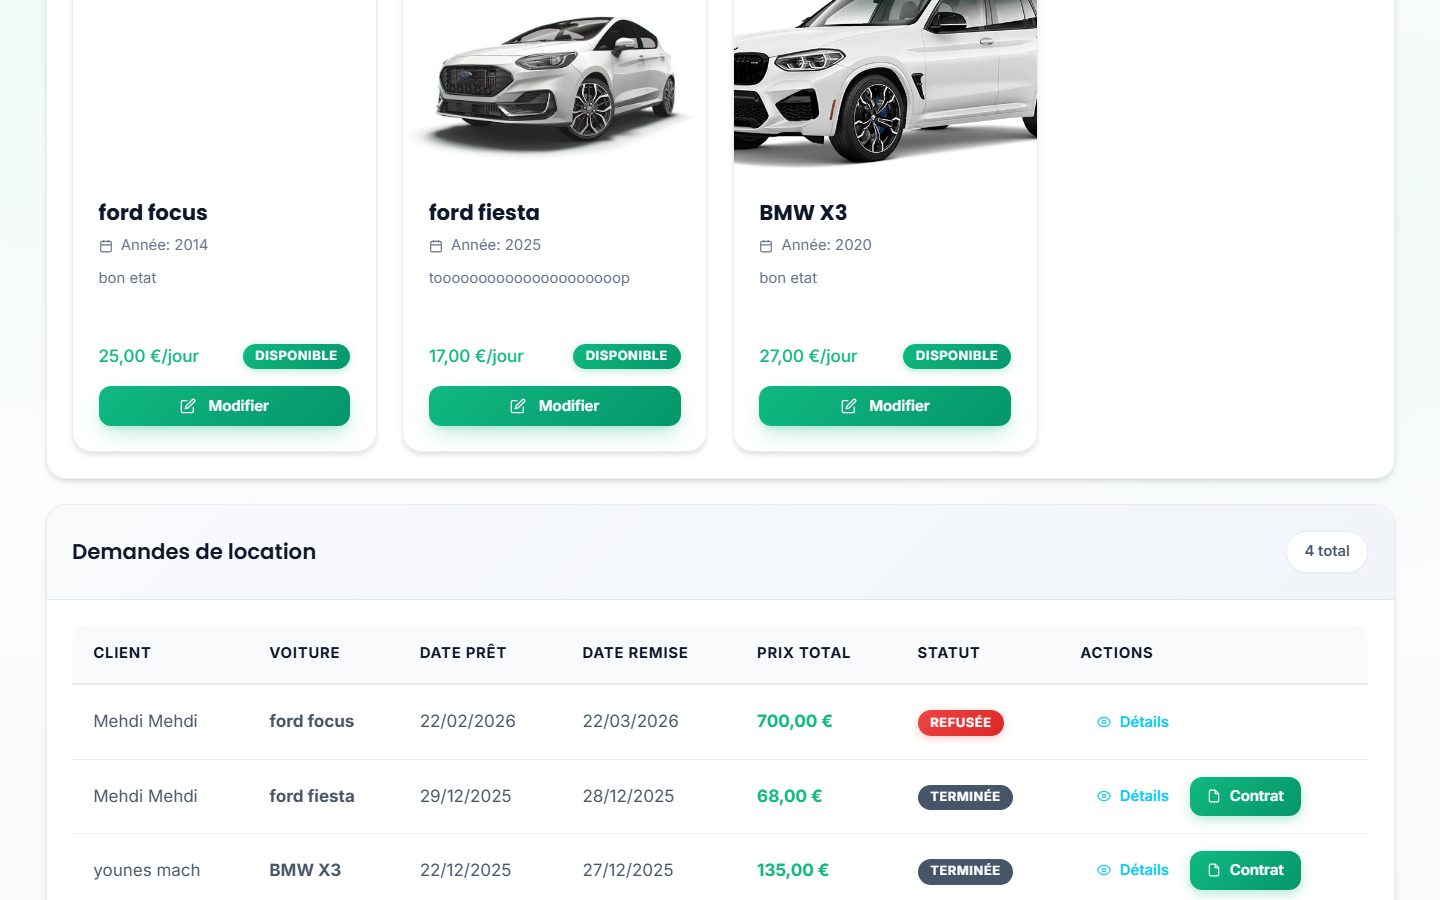 ford focus
Année: 2014
bon etat
25,00 €/jour
DISPONIBLE
Modifier
ford fiesta
Année: 2025
tooooooooooooooooooooop
17,00 €/jour
DISPONIBLE
Modifier
BMW X3
Année: 2020
bon etat
27,00 €/jour
DISPONIBLE
Modifier
Demandes de location
4 total
CLIENT VOITURE DATE PRÊT DATE REMISE PRIX TOTAL STATUT ACTIONS
Mehdi Mehdi ford focus 22/02/2026 22/03/2026 700,00 € REFUSÉE Détails
Mehdi Mehdi ford fiesta 29/12/2025 28/12/2025 68,00 € TERMINÉE Détails Contrat
younes mach BMW X3 22/12/2025 27/12/2025 135,00 € TERMINÉE Détails Contrat